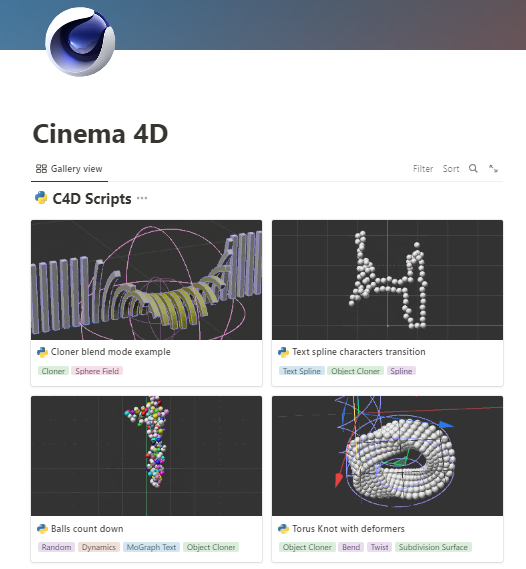 Cinema 4D
Gallery view
Filter Sort
C4D Scripts
Cloner blend mode example
Cloner Sphere Field
Text spline characters transition
Text Spline Object Cloner Spline
Balls count down
Random Dynamics MoGraph Text Object Cloner
Torus Knot with deformers
Object Cloner Bend Twist Subdivision Surface